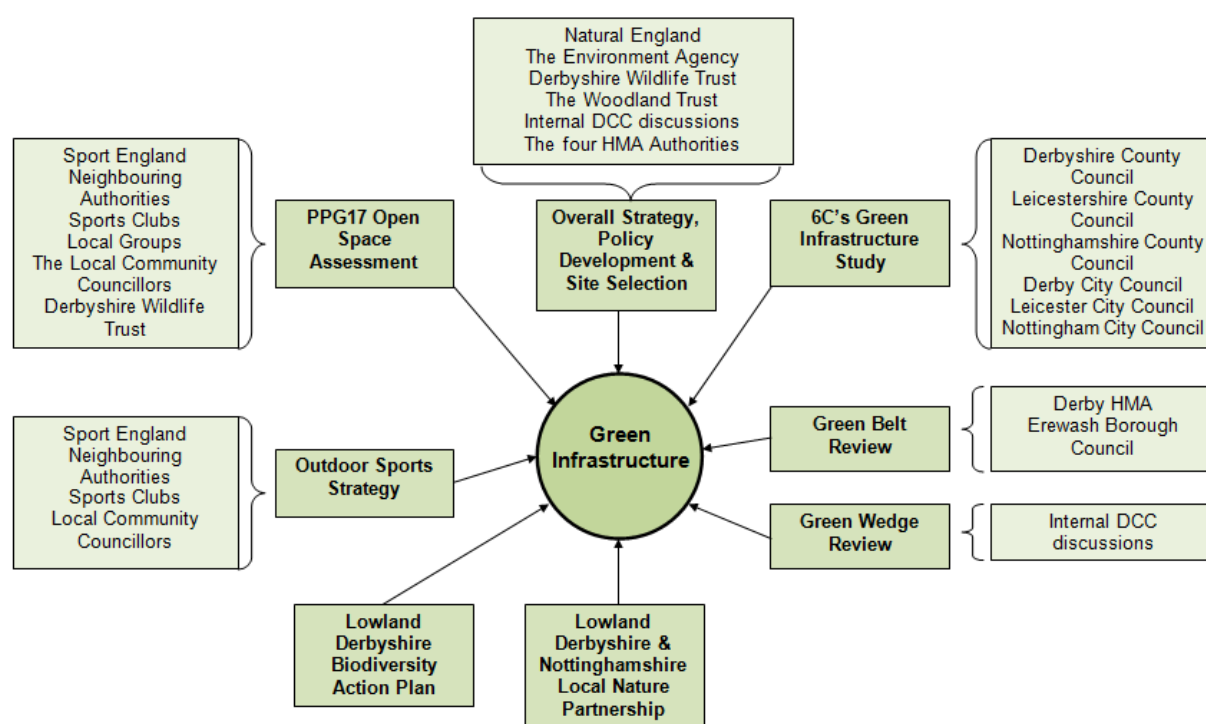 Natural England
The Environment Agency
Derbyshire Wildlife Trust
The Woodland Trust
Internal DCC discussions
The four HMA Authorities
Sport England
Neighbouring
Authorities
Sports Clubs
Local Groups
The Local Community
Councillors
Derbyshire Wildlife
Trust
PPG17 Open
Space
Assessment
Overall Strategy,
Policy
Development &
Site Selection
6C's Green
Infrastructure
Study
Derbyshire County
Council
Leicestershire County
Council
Nottinghamshire County
Council
Derby City Council
Leicester City Council
Nottingham City Council
Sport England
Neighbouring
Authorities
Sports Clubs
Local Community
Councillors
Outdoor Sports
Strategy
Green
Infrastructure
Green Belt
Review
Derby HMA
Erewash Borough
Council
Green Wedge
Review
Internal DCC
discussions
Lowland
Derbyshire
Biodiversity
Action Plan
Lowland
Derbyshire &
Nottinghamshire
Local Nature
Partnership